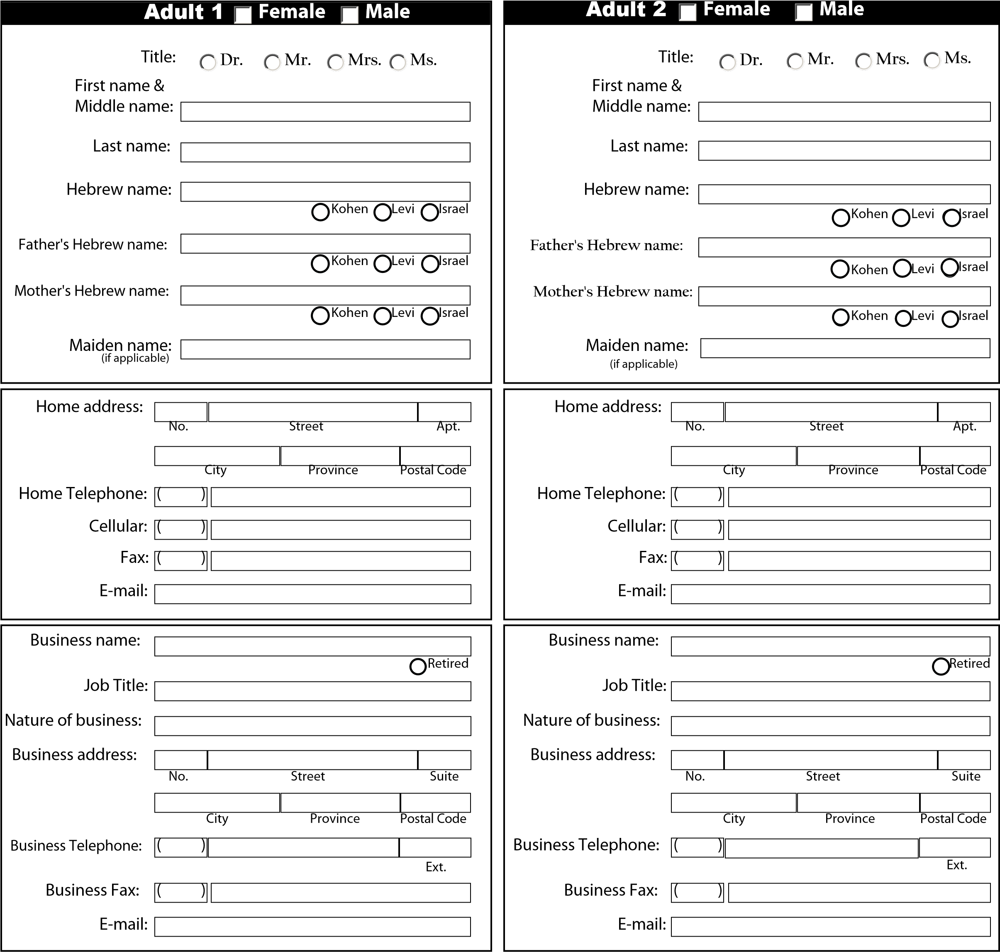 Adult 1 Female Male
Title: Dr. Mr. Mrs. Ms.
First name &
Middle name:
Last name:
Hebrew name:
Kohen Levi Israel
Father's Hebrew name:
Kohen Levi Israel
Mother's Hebrew name:
Kohen Levi Israel
Maiden name:
(if applicable)
Home address:
No. Street Apt.
City Province Postal Code
Home Telephone: ( )
Cellular: ( )
Fax: ( )
E-mail:
Business name:
Retired
Job Title:
Nature of business:
Business address:
No. Street Suite
City Province Postal Code
Business Telephone: ( )
Ext.
Business Fax: ( )
E-mail:
Adult 2 Female Male
Title: Dr. Mr. Mrs. Ms.
First name &
Middle name:
Last name:
Hebrew name:
Kohen Levi Israel
Father's Hebrew name:
Kohen Levi Israel
Mother's Hebrew name:
Kohen Levi Israel
Maiden name:
(if applicable)
Home address:
No. Street Apt.
City Province Postal Code
Home Telephone: ( )
Cellular: ( )
Fax: ( )
E-mail:
Business name:
Retired
Job Title:
Nature of business:
Business address:
No. Street Suite
City Province Postal Code
Business Telephone: ( )
Ext.
Business Fax: ( )
E-mail: